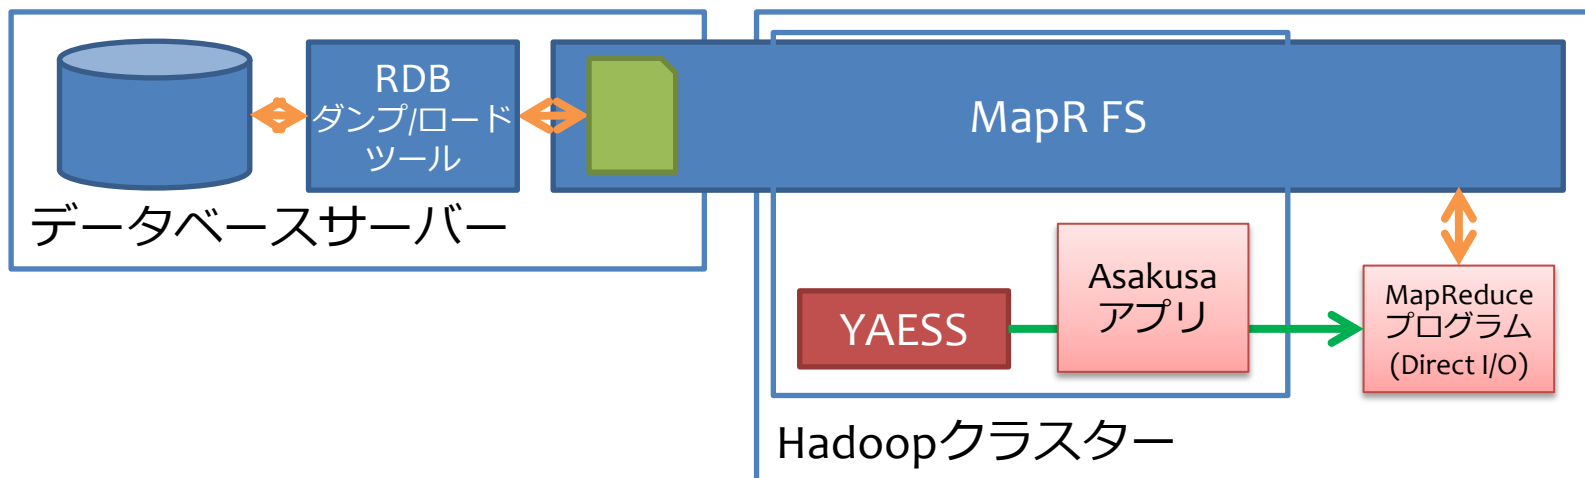 RDB
ダンプ/ロード
ツール
MapR FS
データベースサーバー
YAESS
Asakusa
アプリ
MapReduce
プログラム
(Direct I/O)
Hadoopクラスター